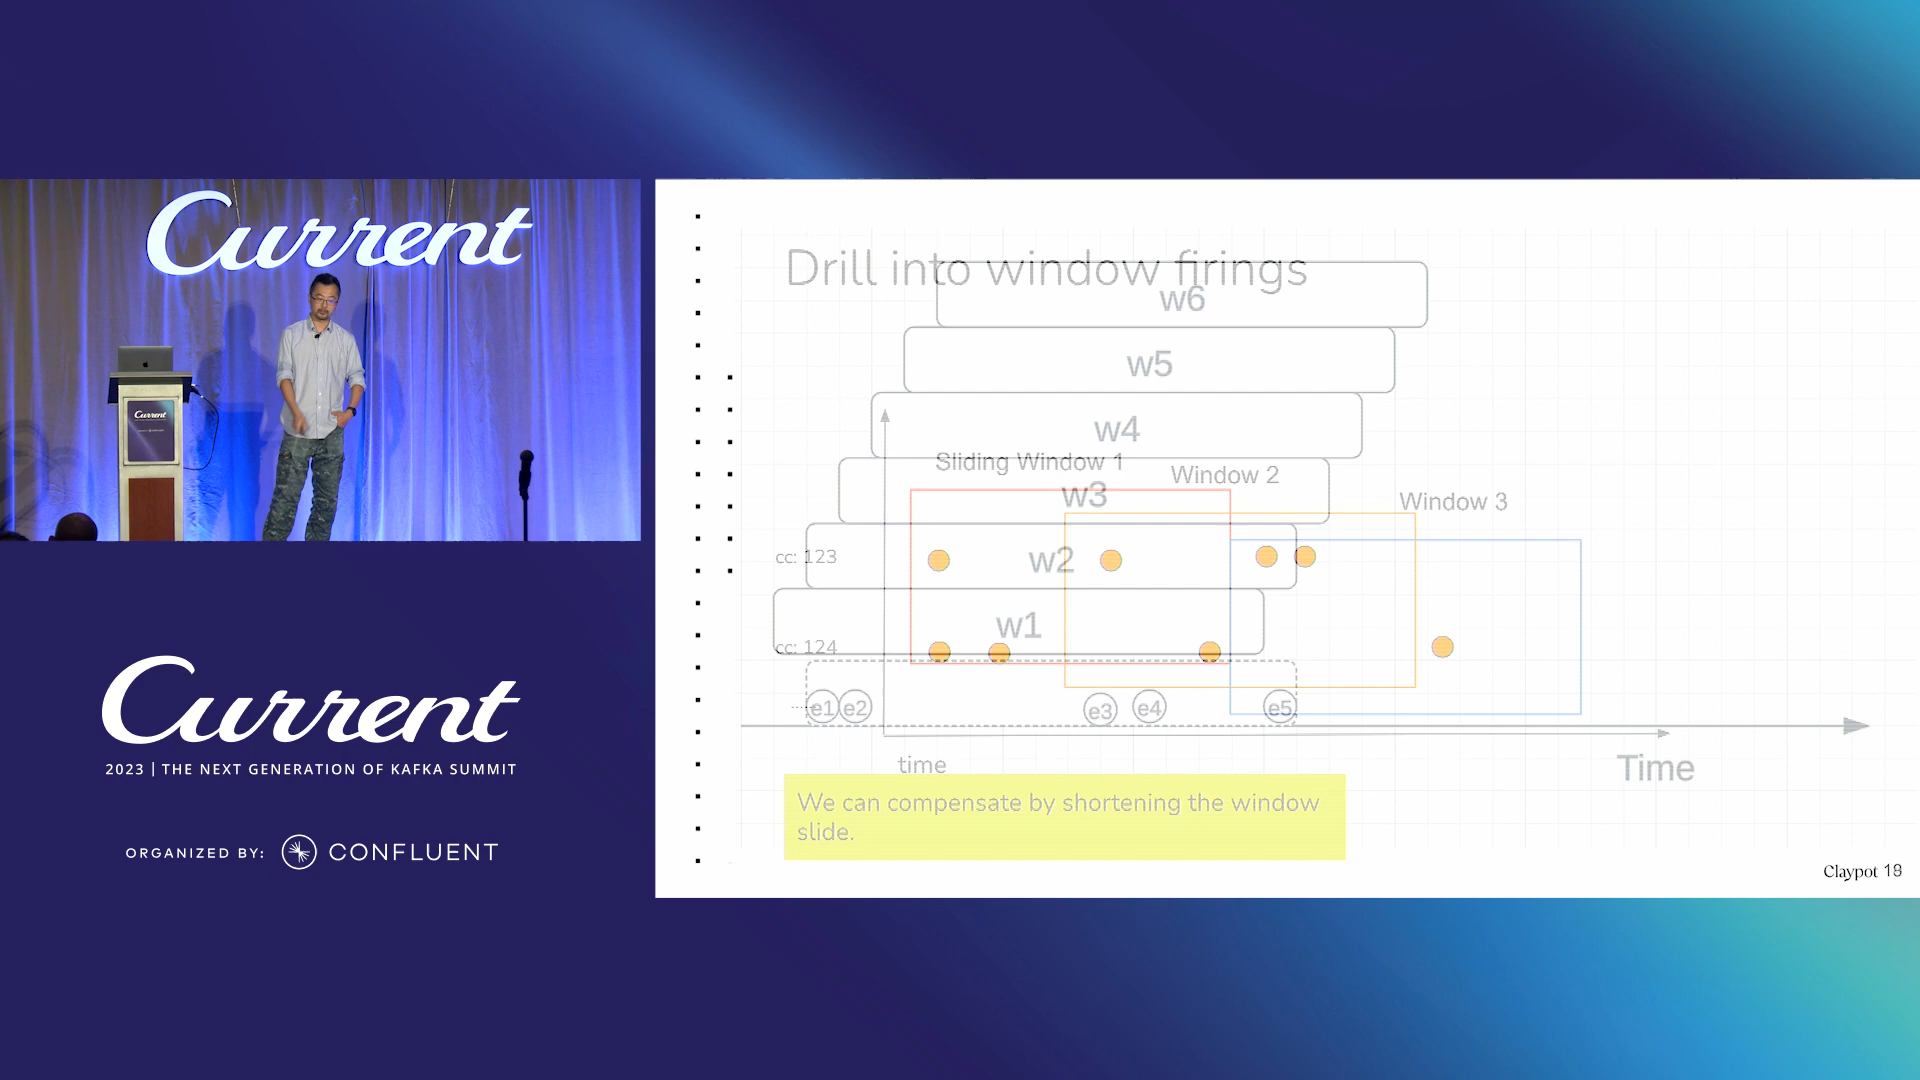 Current
Current
Current
2023 | THE NEXT GENERATION OF KAFKA SUMMIT
ORGANIZED BY: CONFLUENT
Drill into window firings
w6
w5
w4
Sliding Window 1
Window 2
w3
Window 3
cc: 123
w2
w1
cc: 124
e1 e2 e3 e4 e5
time
Time
We can compensate by shortening the window
slide.
Claypot